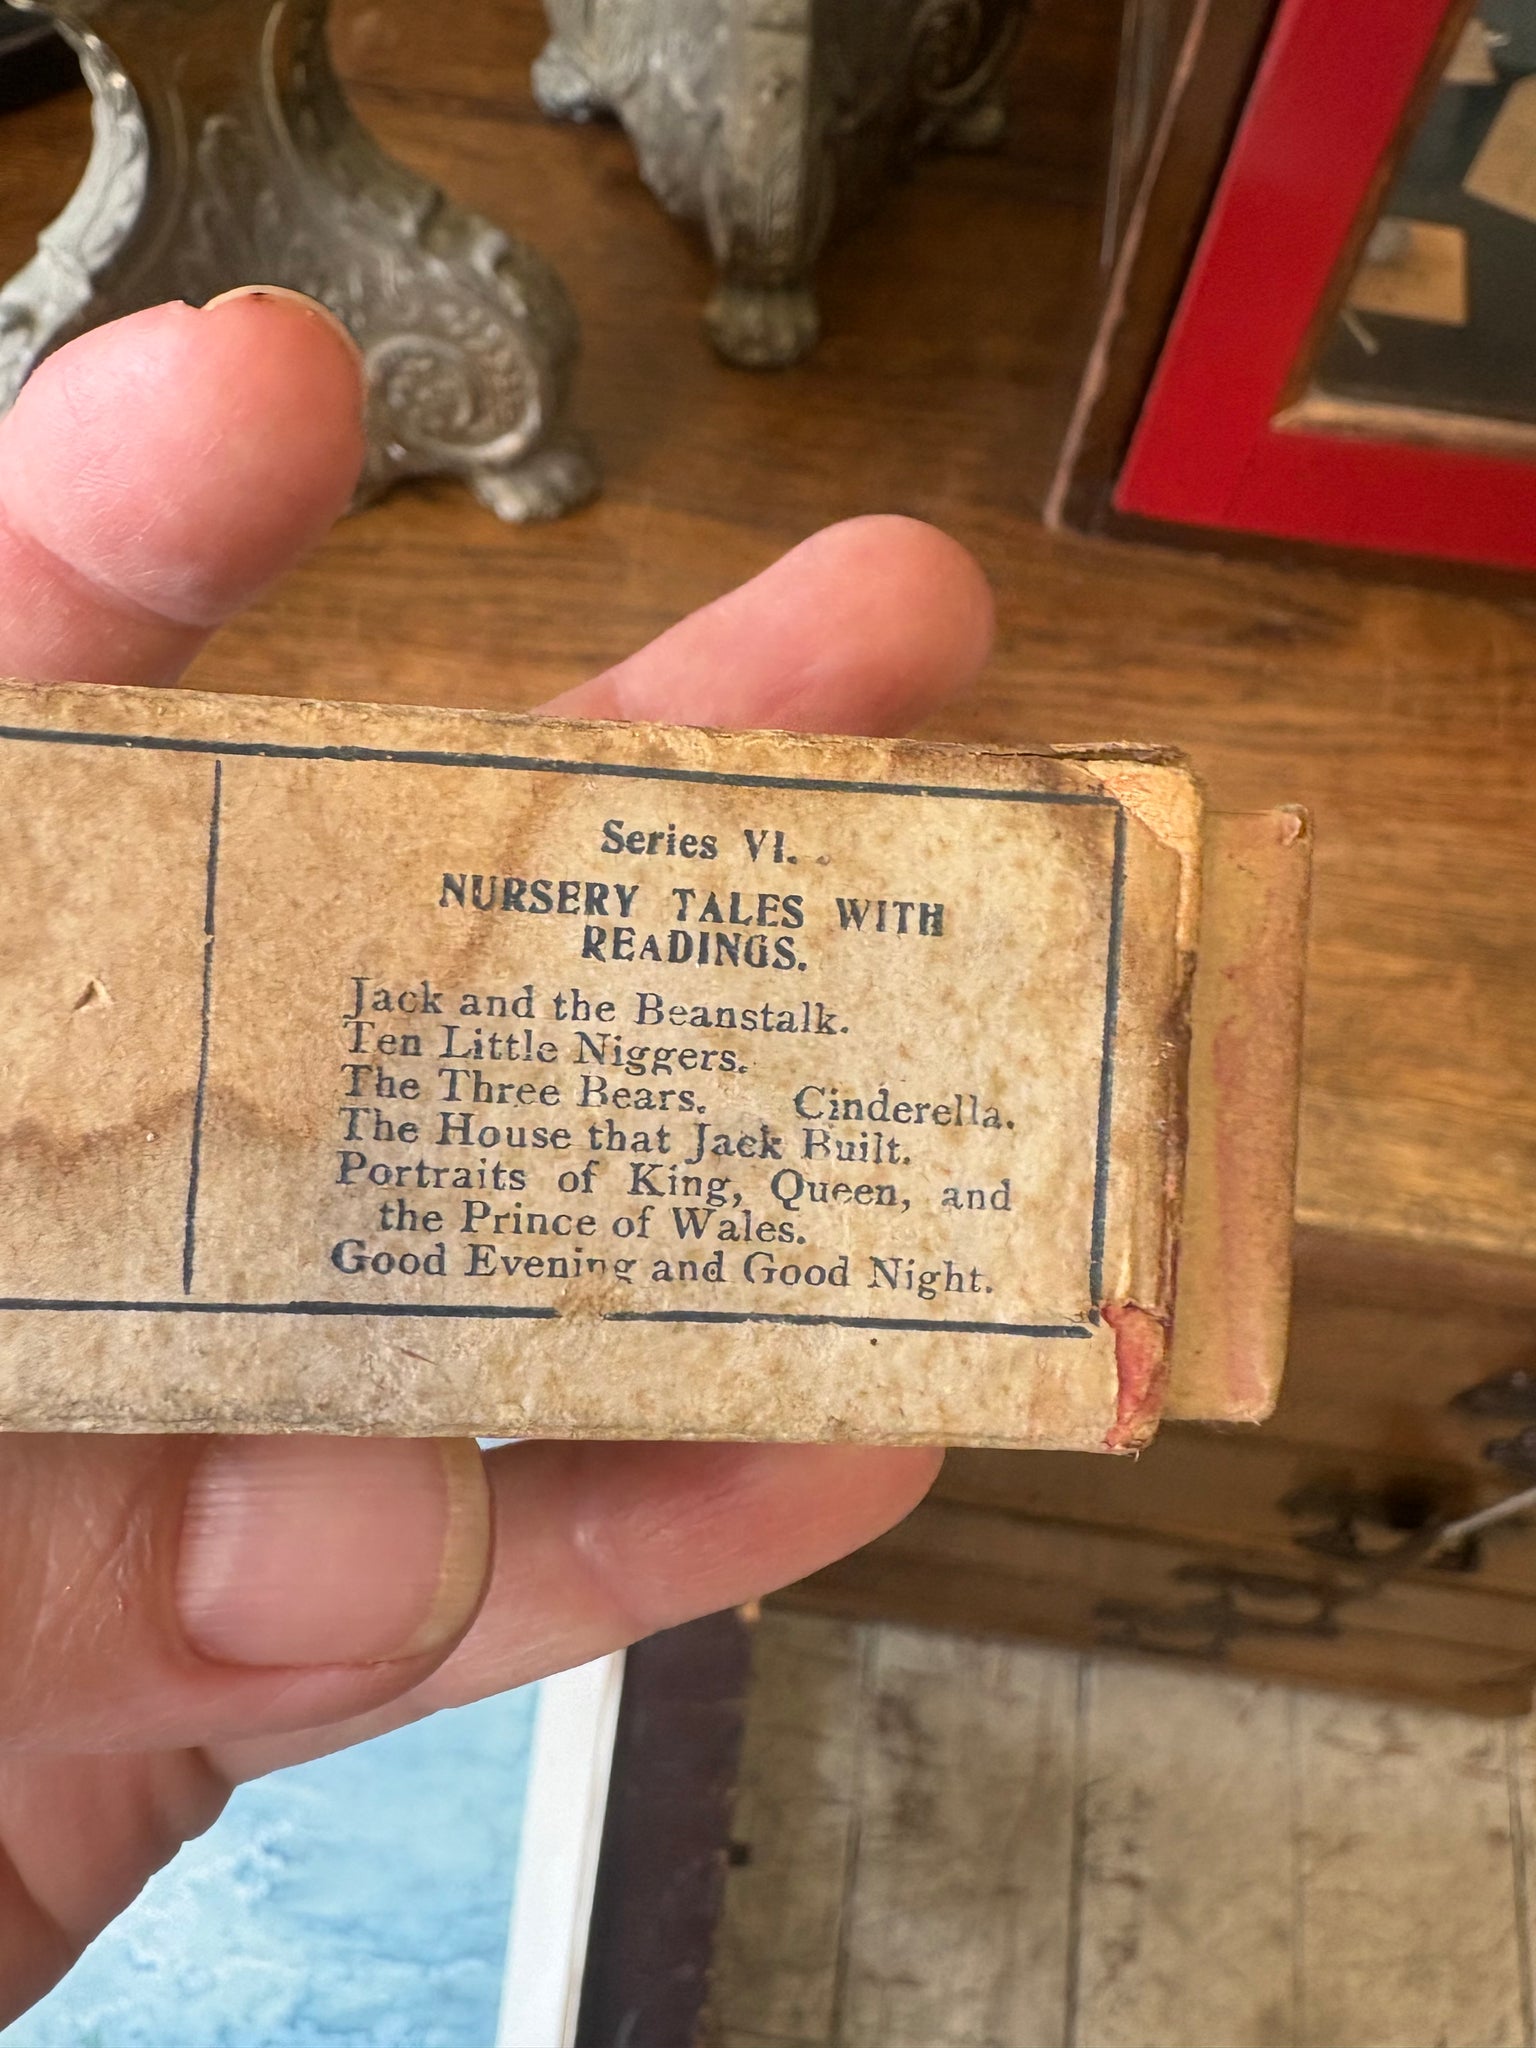 Series VI.
NURSERY TALES WITH
READINGS.
Jack and the Beanstalk.
Ten Little Niggers.
The Three Bears. Cinderella.
The House that Jack Built.
Portraits of King, Queen, and
the Prince of Wales.
Good Evening and Good Night.